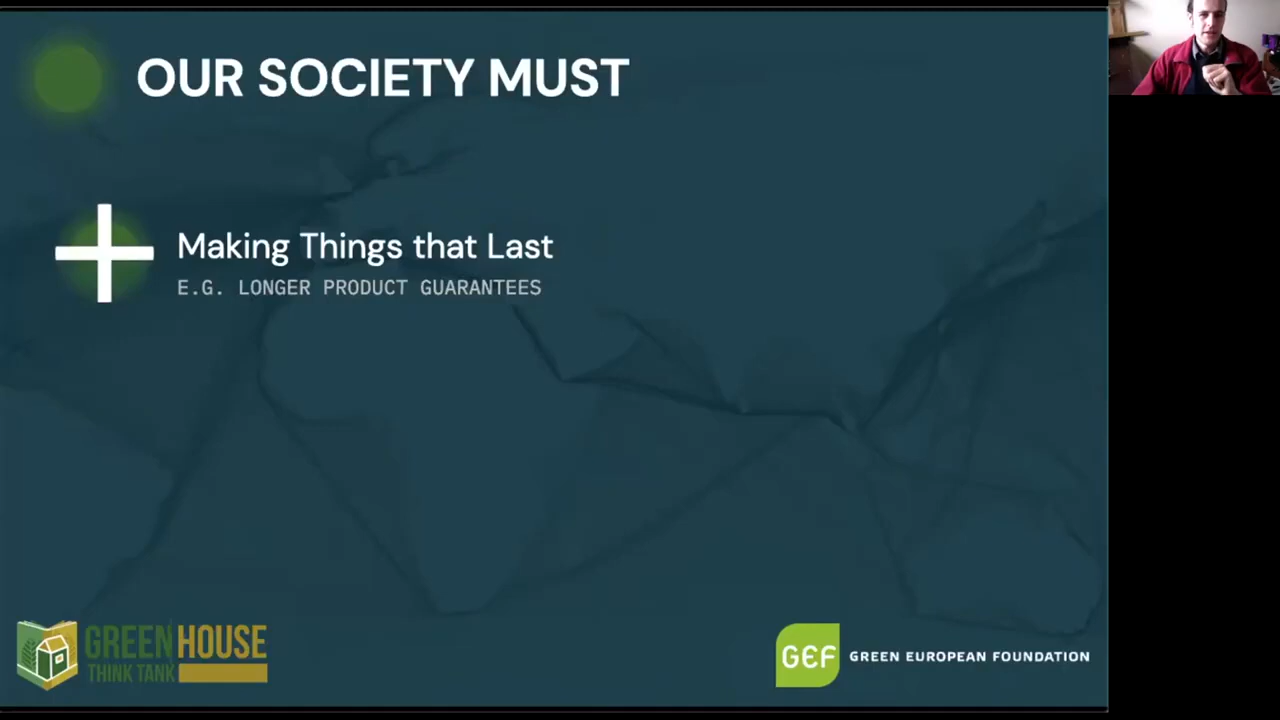 OUR SOCIETY MUST
Making Things that Last
E.G. LONGER PRODUCT GUARANTEES
GREEN HOUSE
THINK TANK
GEF GREEN EUROPEAN FOUNDATION